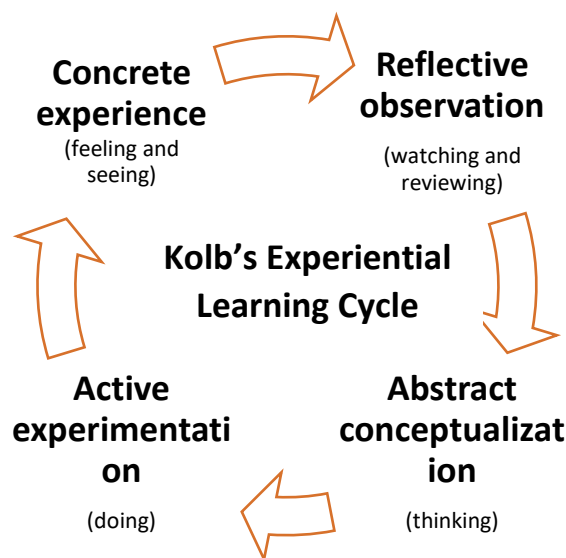 Concrete
experience
(feeling and
seeing)
Reflective
observation
(watching and
reviewing)
Kolb’s Experiential
Learning Cycle
Active
experimentati
on
(doing)
Abstract
conceptualizat
ion
(thinking)